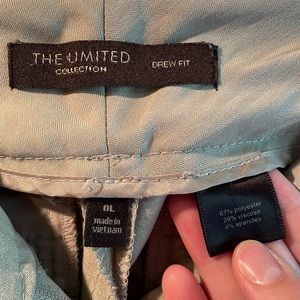 THE LIMITED
COLLECTION
DREW FIT
0L
made in
vietnam
67% polyester
29% viscose
4% spandex